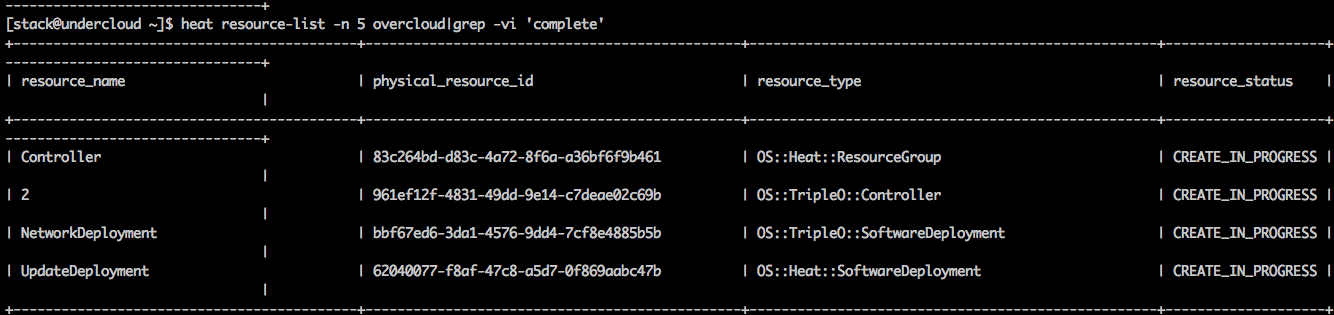 -------------------------------+
[stack@undercloud ~]$ heat resource-list -n 5 overcloud|grep -vi 'complete'
+-------------------------------------------+-----------------------------------------------+---------------------------------------------------+--------------------+
-------------------------------+
| resource_name | physical_resource_id | resource_type | resource_status |
|
+-------------------------------------------+-----------------------------------------------+---------------------------------------------------+--------------------+
-------------------------------+
| Controller | 83c264bd-d83c-4a72-8f6a-a36bf6f9b461 | OS::Heat::ResourceGroup | CREATE_IN_PROGRESS |
|
| 2 | 961ef12f-4831-49dd-9e14-c7deae02c69b | OS::TripleO::Controller | CREATE_IN_PROGRESS |
|
| NetworkDeployment | bbf67ed6-3da1-4576-9dd4-7cf8e4885b5b | OS::TripleO::SoftwareDeployment | CREATE_IN_PROGRESS |
|
| UpdateDeployment | 62040077-f8af-47c8-a5d7-0f869aabc47b | OS::Heat::SoftwareDeployment | CREATE_IN_PROGRESS |
|
+-------------------------------------------+-----------------------------------------------+---------------------------------------------------+--------------------+